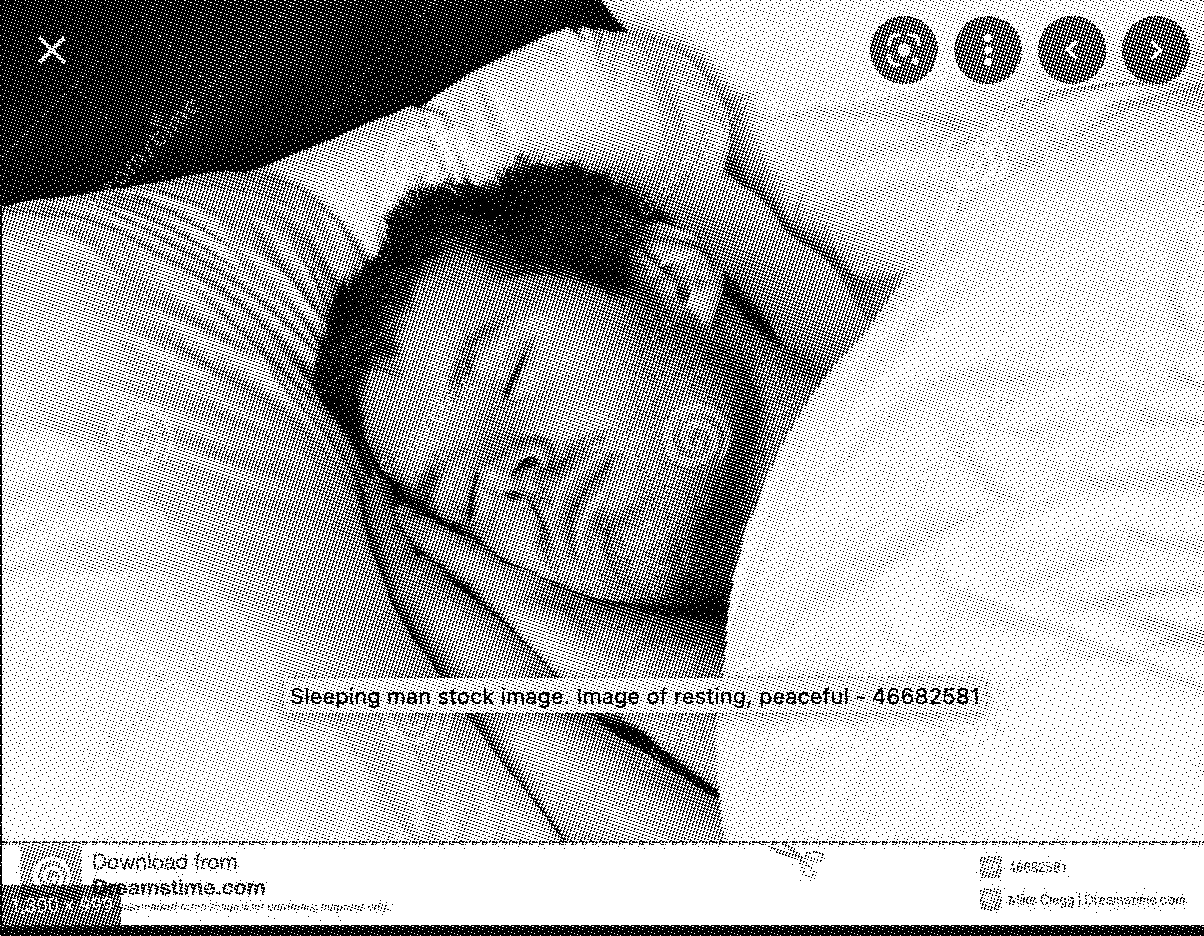 Sleeping man stock image. Image of resting, peaceful - 46682581
Download from
Dreamstime.com
46682581
Mike Clegg | Dreamstime.com